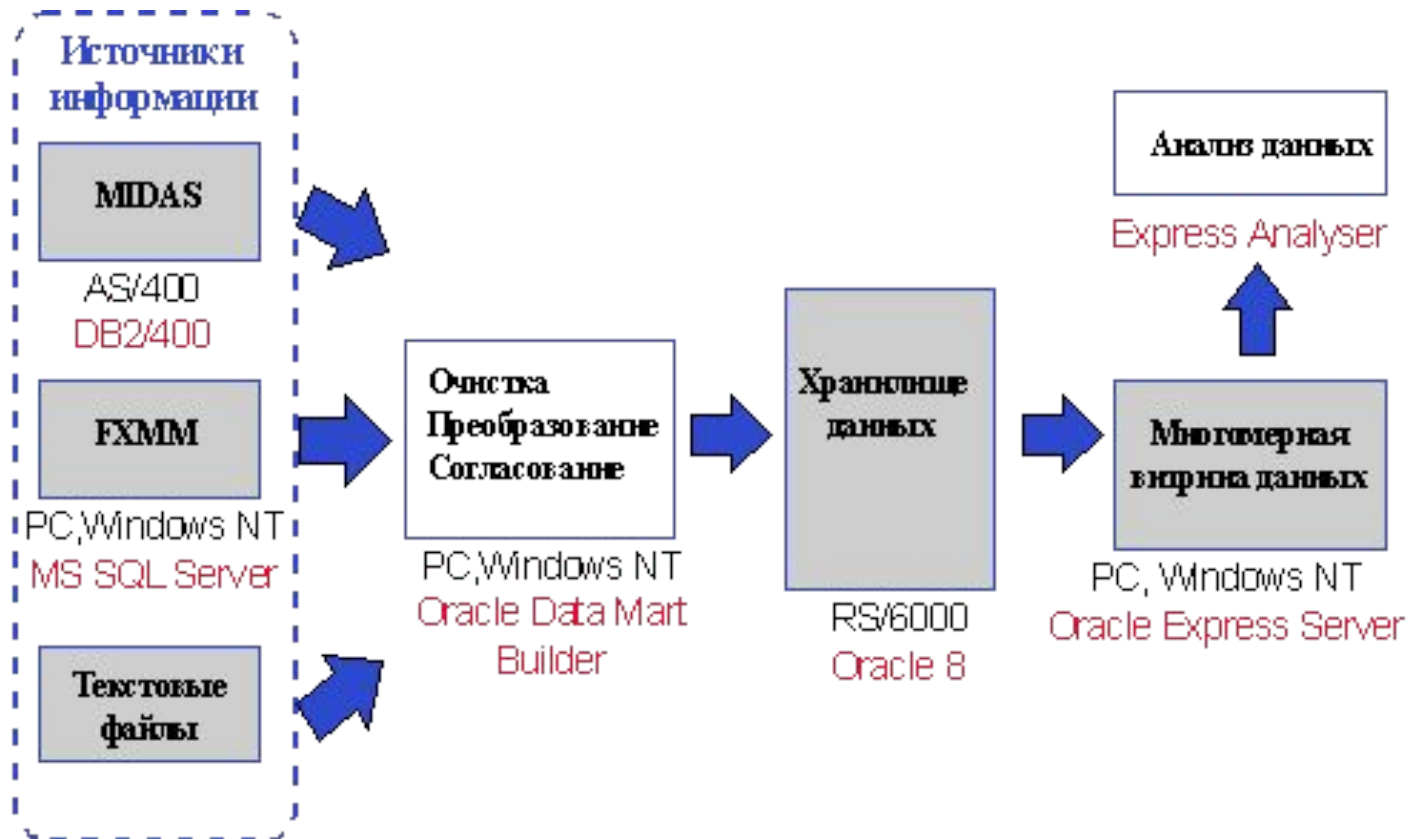 Источники
информации
MIDAS
AS/400
DB2/400
FXMM
PC,Windows NT
MS SQL Server
Текстовые
файлы
Очистка
Преобразование
Согласование
PC,Windows NT
Oracle Data Mart
Builder
Хранилище
данных
RS/6000
Oracle 8
Анализ данных
Express Analyser
Многомерная
витрина данных
PC, Windows NT
Oracle Express Server